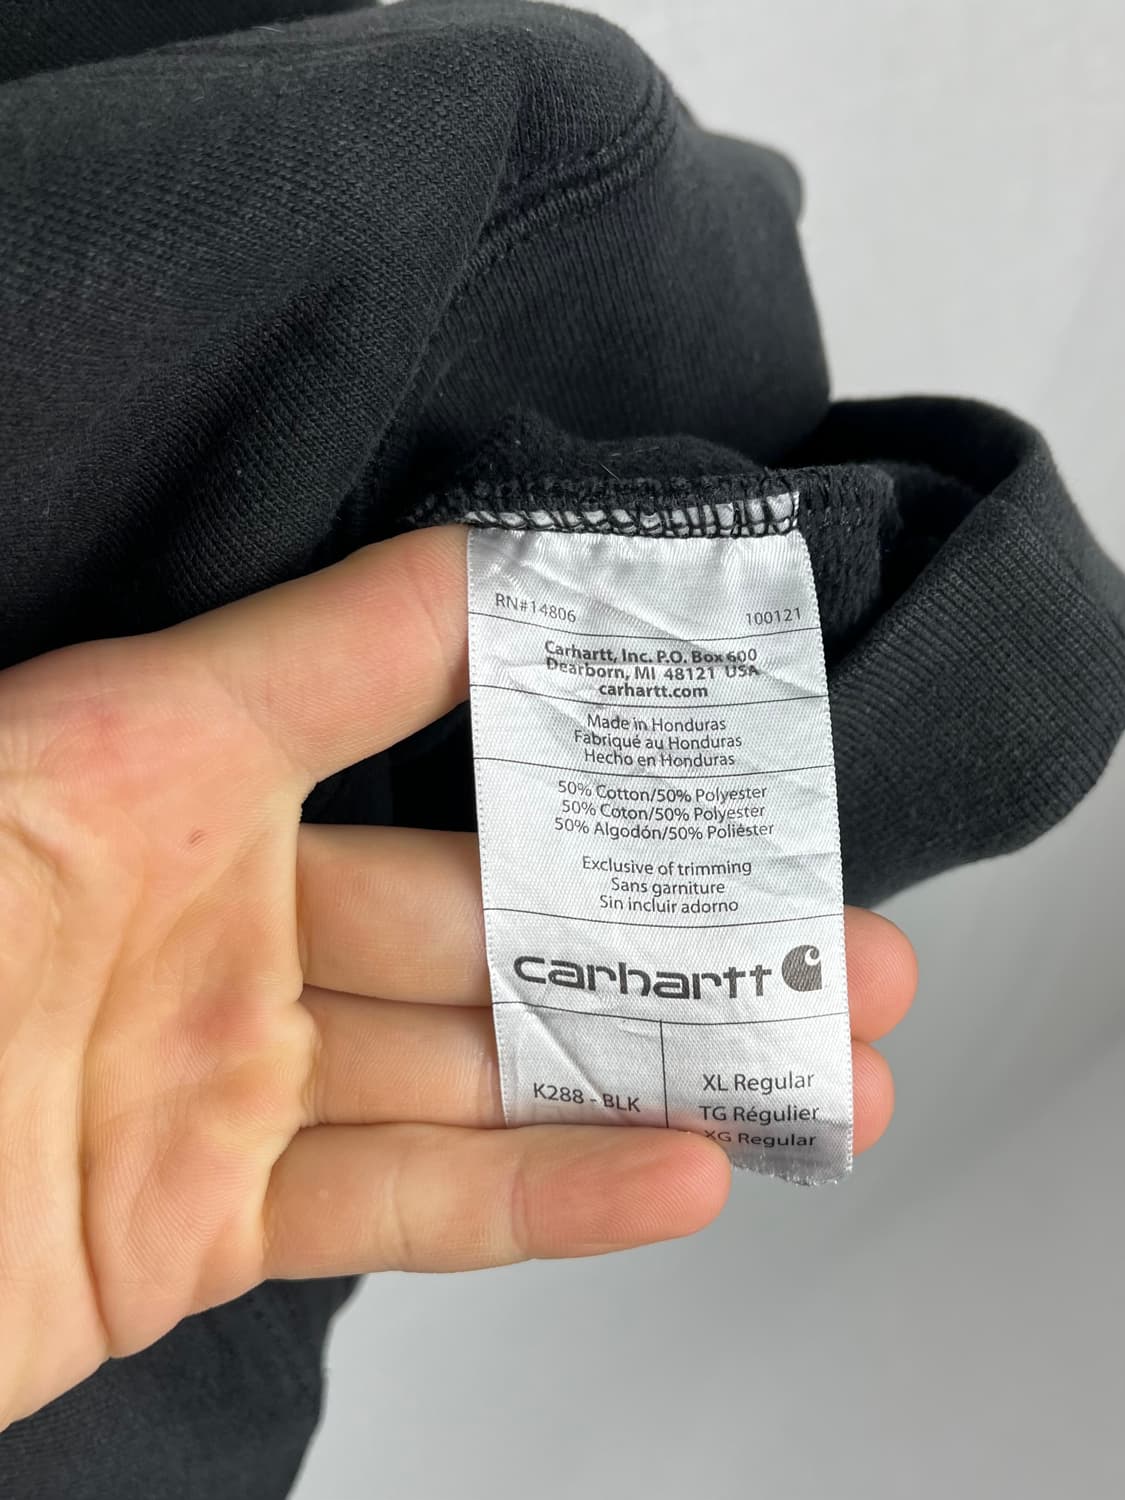 RN#14806 100121
Carhartt, Inc. P.O. Box 600
Dearborn, MI 48121 USA
carhartt.com
Made in Honduras
Fabriqué au Honduras
Hecho en Honduras
50% Cotton/50% Polyester
50% Coton/50% Polyester
50% Algodón/50% Poliéster
Exclusive of trimming
Sans garniture
Sin incluir adorno
carhartt
K288 - BLK
XL Regular
TG Régulier
XG Regular